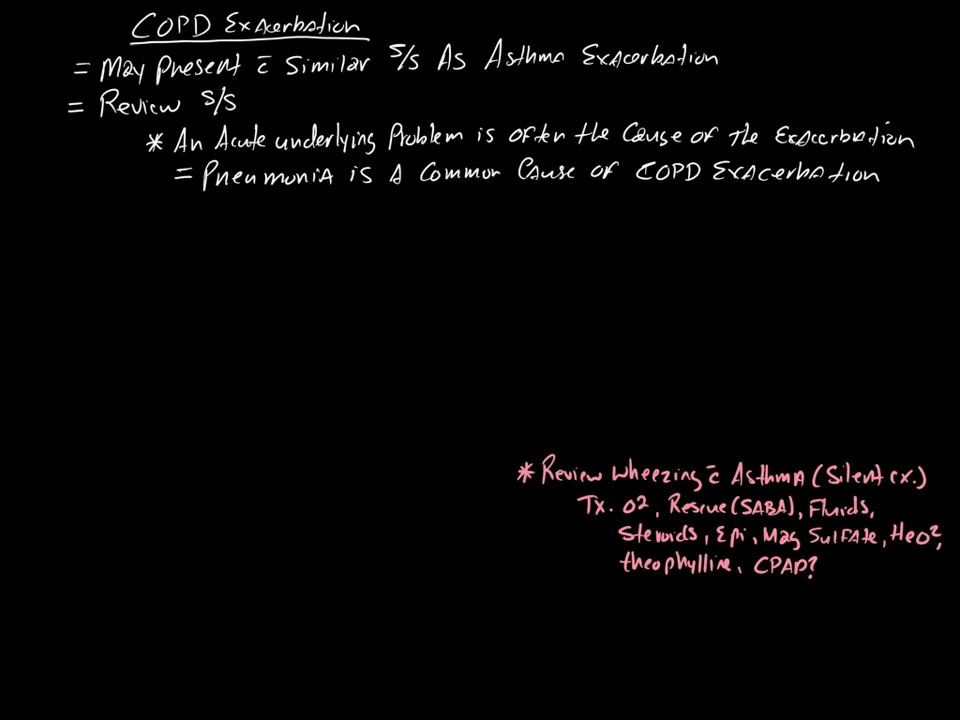 COPD Exacerbation
= May Present c̄ Similar S/S As Asthma Exacerbation
= Review S/S
* An Acute underlying Problem is often the Cause of The Exacerbation
= Pneumonia is A Common Cause of COPD Exacerbation
* Review wheezing c̄ Asthma (Silent cx.)
Tx. O2, Rescue (SABA), Fluids,
Steroids, Epi, Mag Sulfate, HeO2,
theophylline, CPAP?